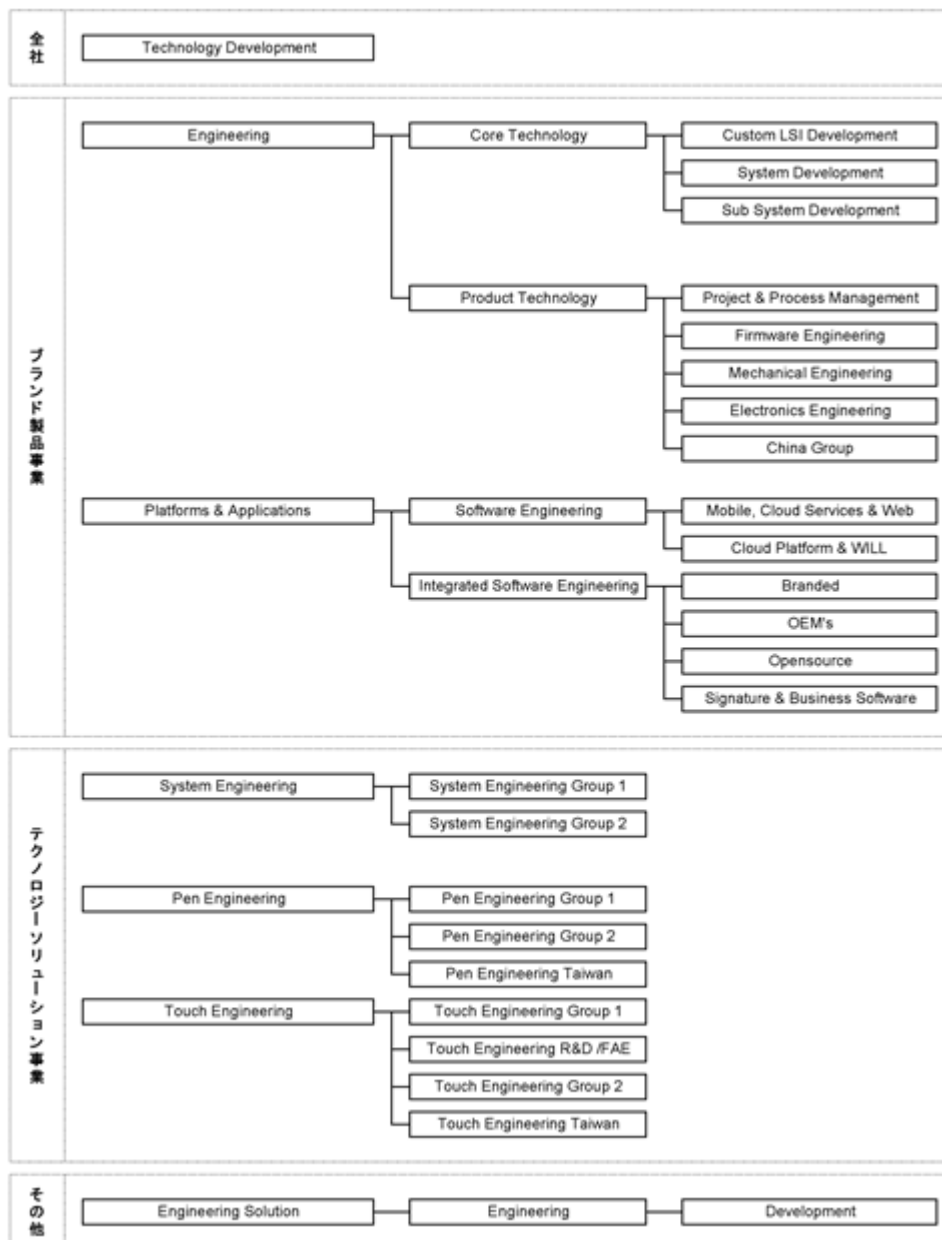 全社
Technology Development
ブランド製品事業
Engineering
Core Technology
Custom LSI Development
System Development
Sub System Development
Product Technology
Project & Process Management
Firmware Engineering
Mechanical Engineering
Electronics Engineering
China Group
Platforms & Applications
Software Engineering
Mobile, Cloud Services & Web
Cloud Platform & WILL
Integrated Software Engineering
Branded
OEM's
Opensource
Signature & Business Software
テクノロジーソリューション事業
System Engineering
System Engineering Group 1
System Engineering Group 2
Pen Engineering
Pen Engineering Group 1
Pen Engineering Group 2
Pen Engineering Taiwan
Touch Engineering
Touch Engineering Group 1
Touch Engineering R&D /FAE
Touch Engineering Group 2
Touch Engineering Taiwan
その他
Engineering Solution
Engineering
Development